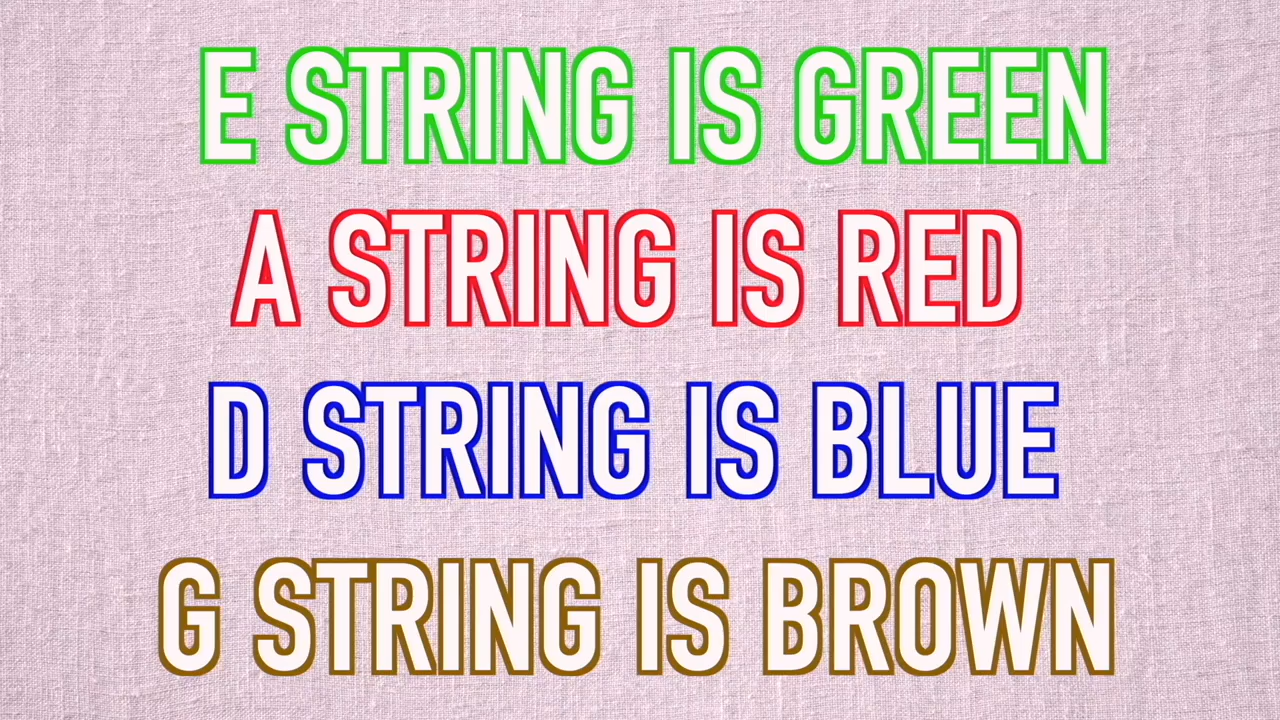 E STRING IS GREEN
A STRING IS RED
D STRING IS BLUE
G STRING IS BROWN